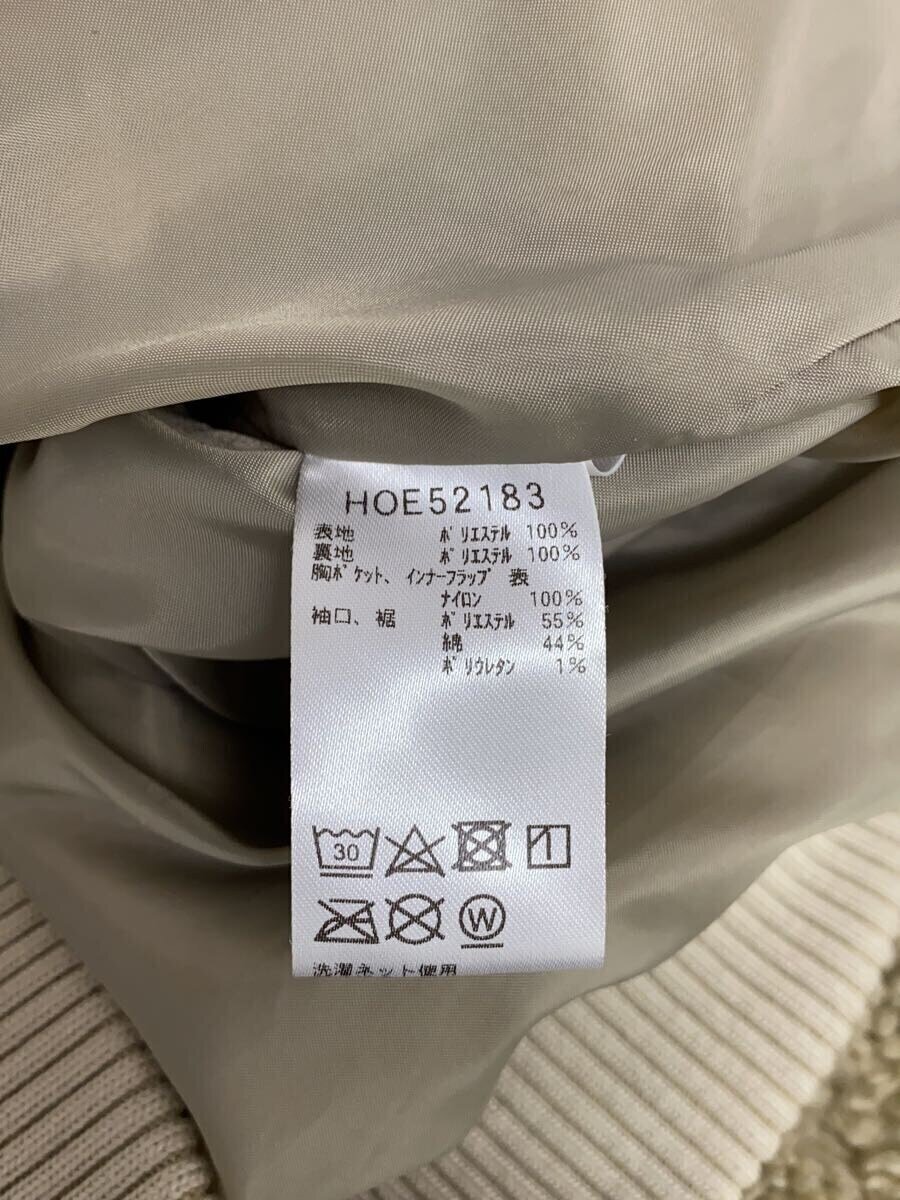 HOE52183
表地 ポリエステル 100%
裏地 ポリエステル 100%
胸ポケット、インナーフラップ 表
ナイロン 100%
袖口、裾 ポリエステル 55%
綿 44%
ポリウレタン 1%
30
W
洗濯ネット使用